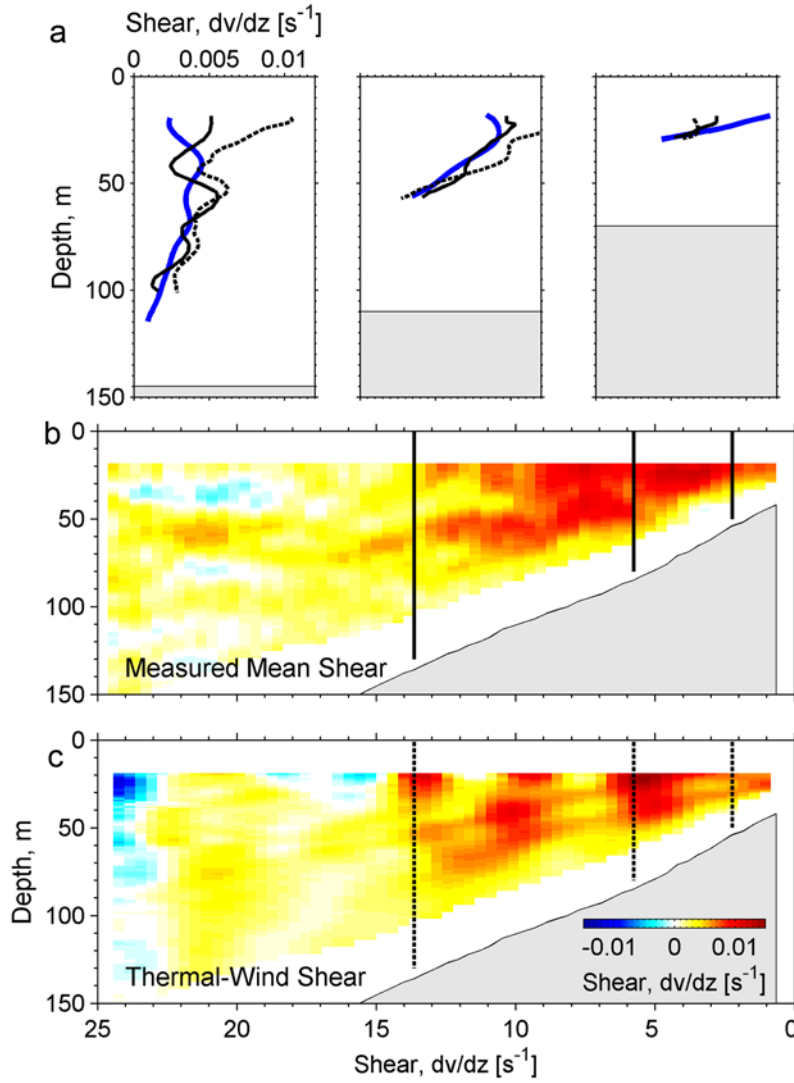 Shear, dv/dz [s⁻¹]
a
0 0.005 0.01
0
50
100
150
Depth, m
b
0
50
100
150
Measured Mean Shear
c
0
50
100
150
Depth, m
Thermal-Wind Shear
-0.01 0 0.01
Shear, dv/dz [s⁻¹]
25 20 15 10 5 0
Shear, dv/dz [s⁻¹]